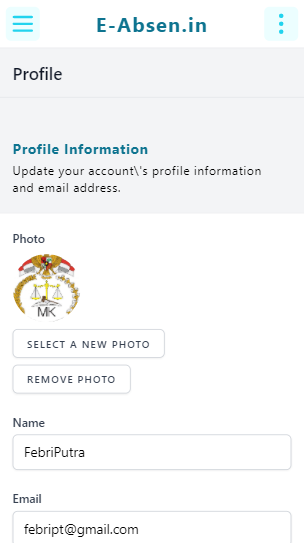 E-Absen.in
Profile
Profile Information
Update your account\'s profile information
and email address.
Photo
MK
SELECT A NEW PHOTO
REMOVE PHOTO
Name
FebriPutra
Email
febript@gmail.com